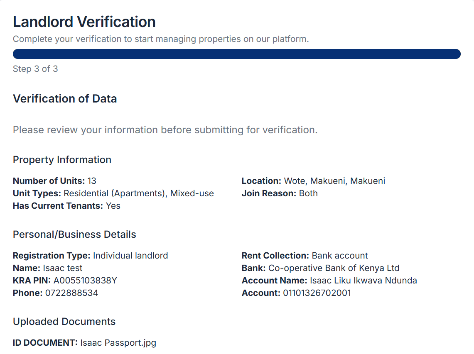 Landlord Verification
Complete your verification to start managing properties on our platform.
Step 3 of 3
Verification of Data
Please review your information before submitting for verification.
Property Information
Number of Units: 13
Unit Types: Residential (Apartments), Mixed-use
Has Current Tenants: Yes
Location: Wote, Makueni, Makueni
Join Reason: Both
Personal/Business Details
Registration Type: Individual landlord
Name: Isaac test
KRA PIN: A0055103838Y
Phone: 0722888534
Rent Collection: Bank account
Bank: Co-operative Bank of Kenya Ltd
Account Name: Isaac Liku Ikwava Ndunda
Account: 01101326702001
Uploaded Documents
ID DOCUMENT: Isaac Passport.jpg